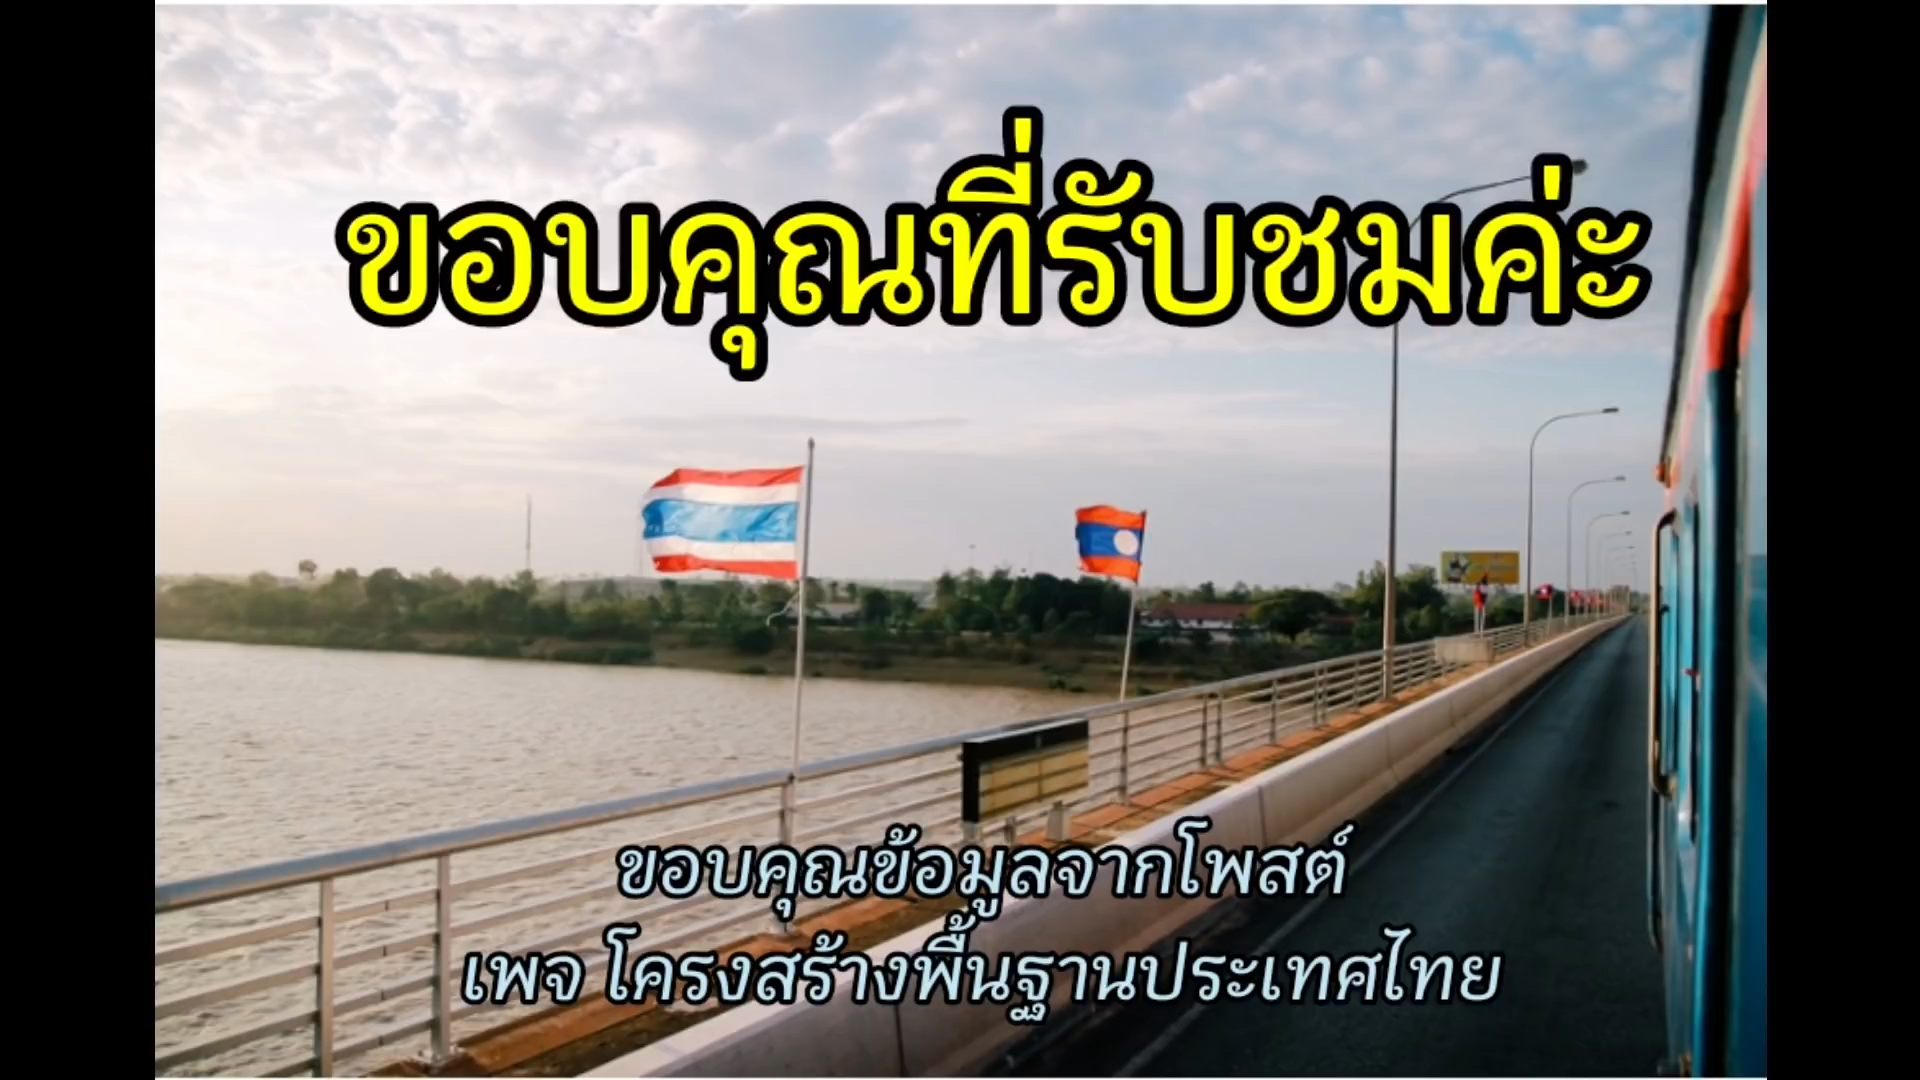 ขอบคุณที่รับชมค่ะ
ขอบคุณข้อมูลจากโพสต์
เพจ โครงสร้างพื้นฐานประเทศไทย